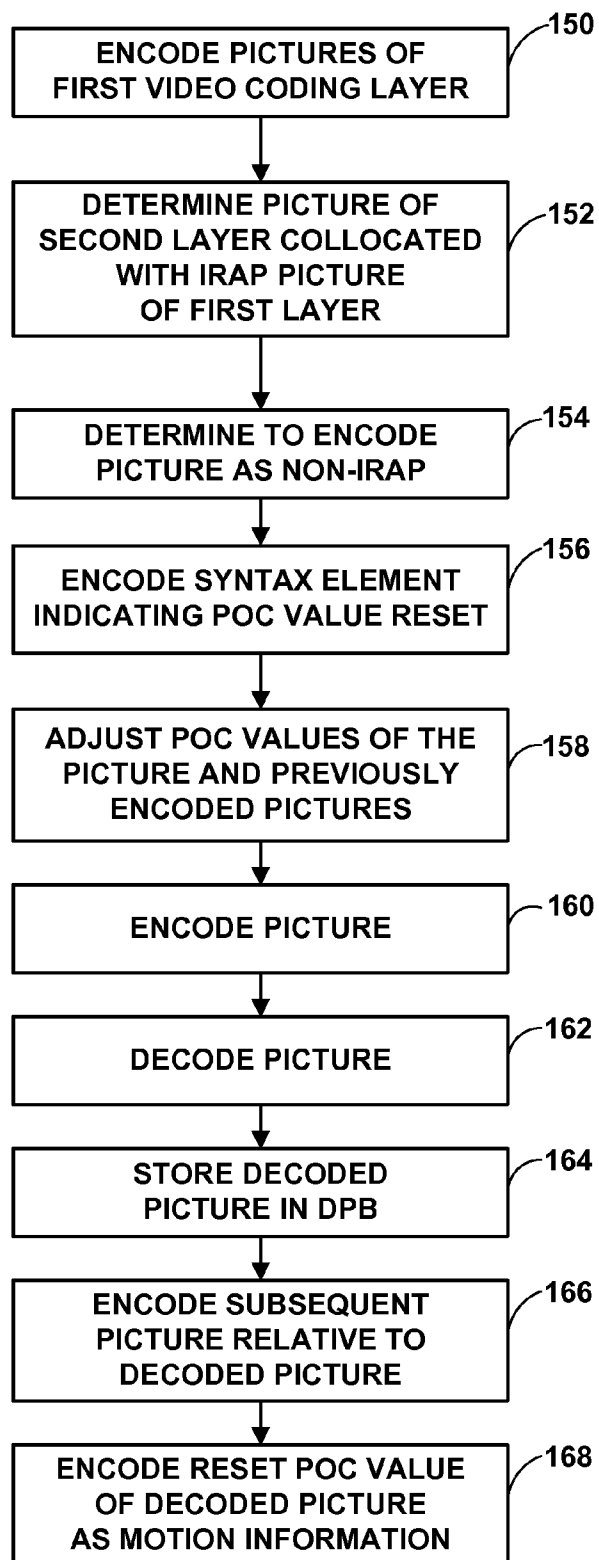 150
ENCODE PICTURES OF
FIRST VIDEO CODING LAYER
152
DETERMINE PICTURE OF
SECOND LAYER COLLOCATED
WITH IRAP PICTURE
OF FIRST LAYER
154
DETERMINE TO ENCODE
PICTURE AS NON-IRAP
156
ENCODE SYNTAX ELEMENT
INDICATING POC VALUE RESET
158
ADJUST POC VALUES OF THE
PICTURE AND PREVIOUSLY
ENCODED PICTURES
160
ENCODE PICTURE
162
DECODE PICTURE
164
STORE DECODED
PICTURE IN DPB
166
ENCODE SUBSEQUENT
PICTURE RELATIVE TO
DECODED PICTURE
168
ENCODE RESET POC VALUE
OF DECODED PICTURE
AS MOTION INFORMATION